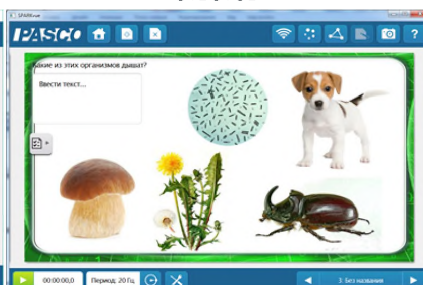 PASCO
?
Какие из этих организмов дышат?
Ввести текст...
00:00:00,0
Период: 20 Гц
3: Без названия